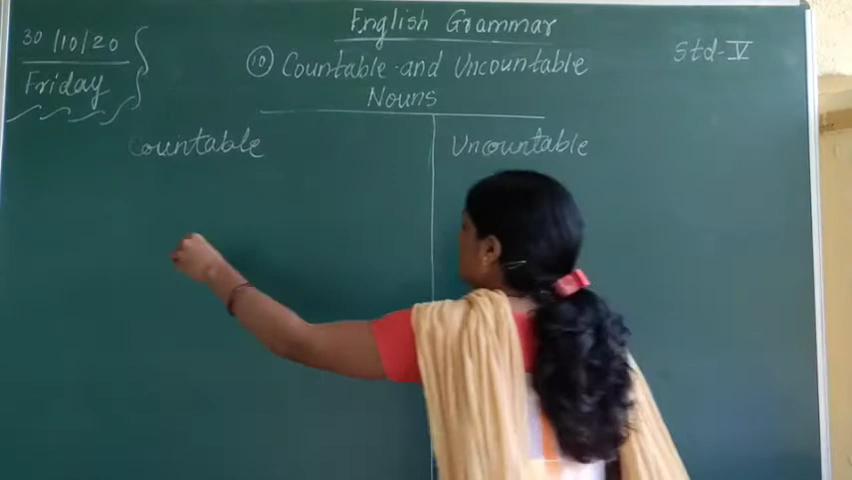 30/10/20
Friday
English Grammar
Std-V
10 Countable and Uncountable
Nouns
Countable
Uncountable